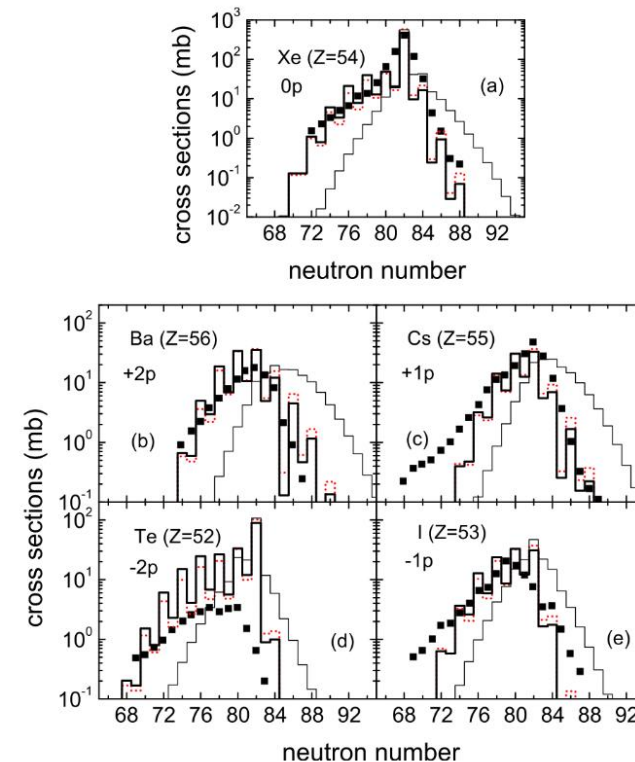 10³
10²
10¹
10⁰
10⁻¹
10⁻²
cross sections (mb)
Xe (Z=54)
0p
(a)
68 72 76 80 84 88 92
neutron number
10²
10¹
10⁰
10⁻¹
Ba (Z=56)
+2p
(b)
Cs (Z=55)
+1p
(c)
cross sections (mb)
10²
10¹
10⁰
10⁻¹
Te (Z=52)
-2p
(d)
I (Z=53)
-1p
(e)
68 72 76 80 84 88 92
68 72 76 80 84 88 92
neutron number